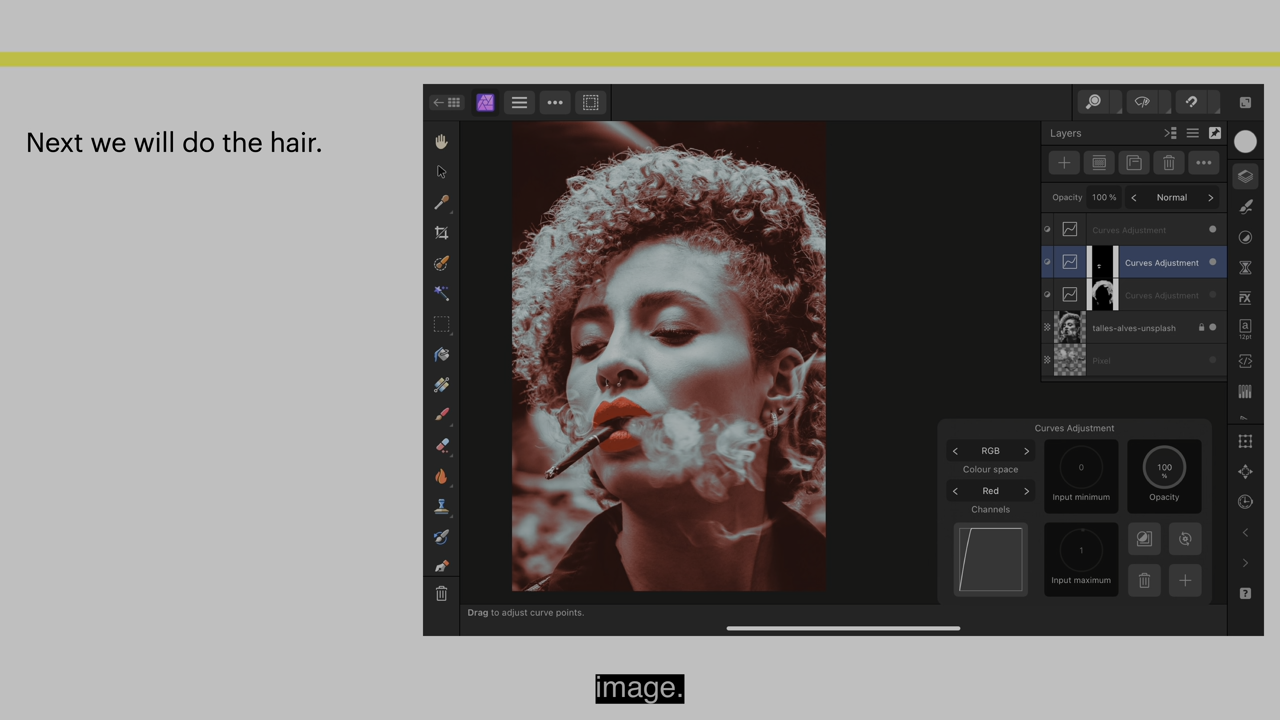 Next we will do the hair.
Layers
Opacity 100 % Normal
Curves Adjustment
Curves Adjustment
Curves Adjustment
talles-alves-unsplash
Pixel
FX
a
12pt
Curves Adjustment
RGB
Colour space
Red
Channels
0
Input minimum
100
%
Opacity
1
Input maximum
?
Drag to adjust curve points.
image.